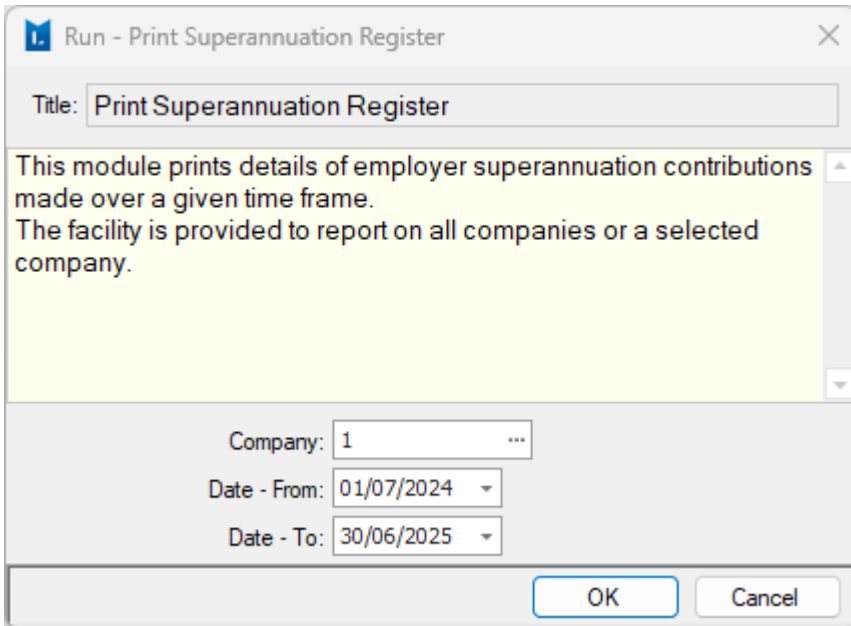 Run - Print Superannuation Register
Title: Print Superannuation Register
This module prints details of employer superannuation contributions
made over a given time frame.
The facility is provided to report on all companies or a selected
company.
Company: 1 ...
Date - From: 01/07/2024
Date - To: 30/06/2025
OK Cancel